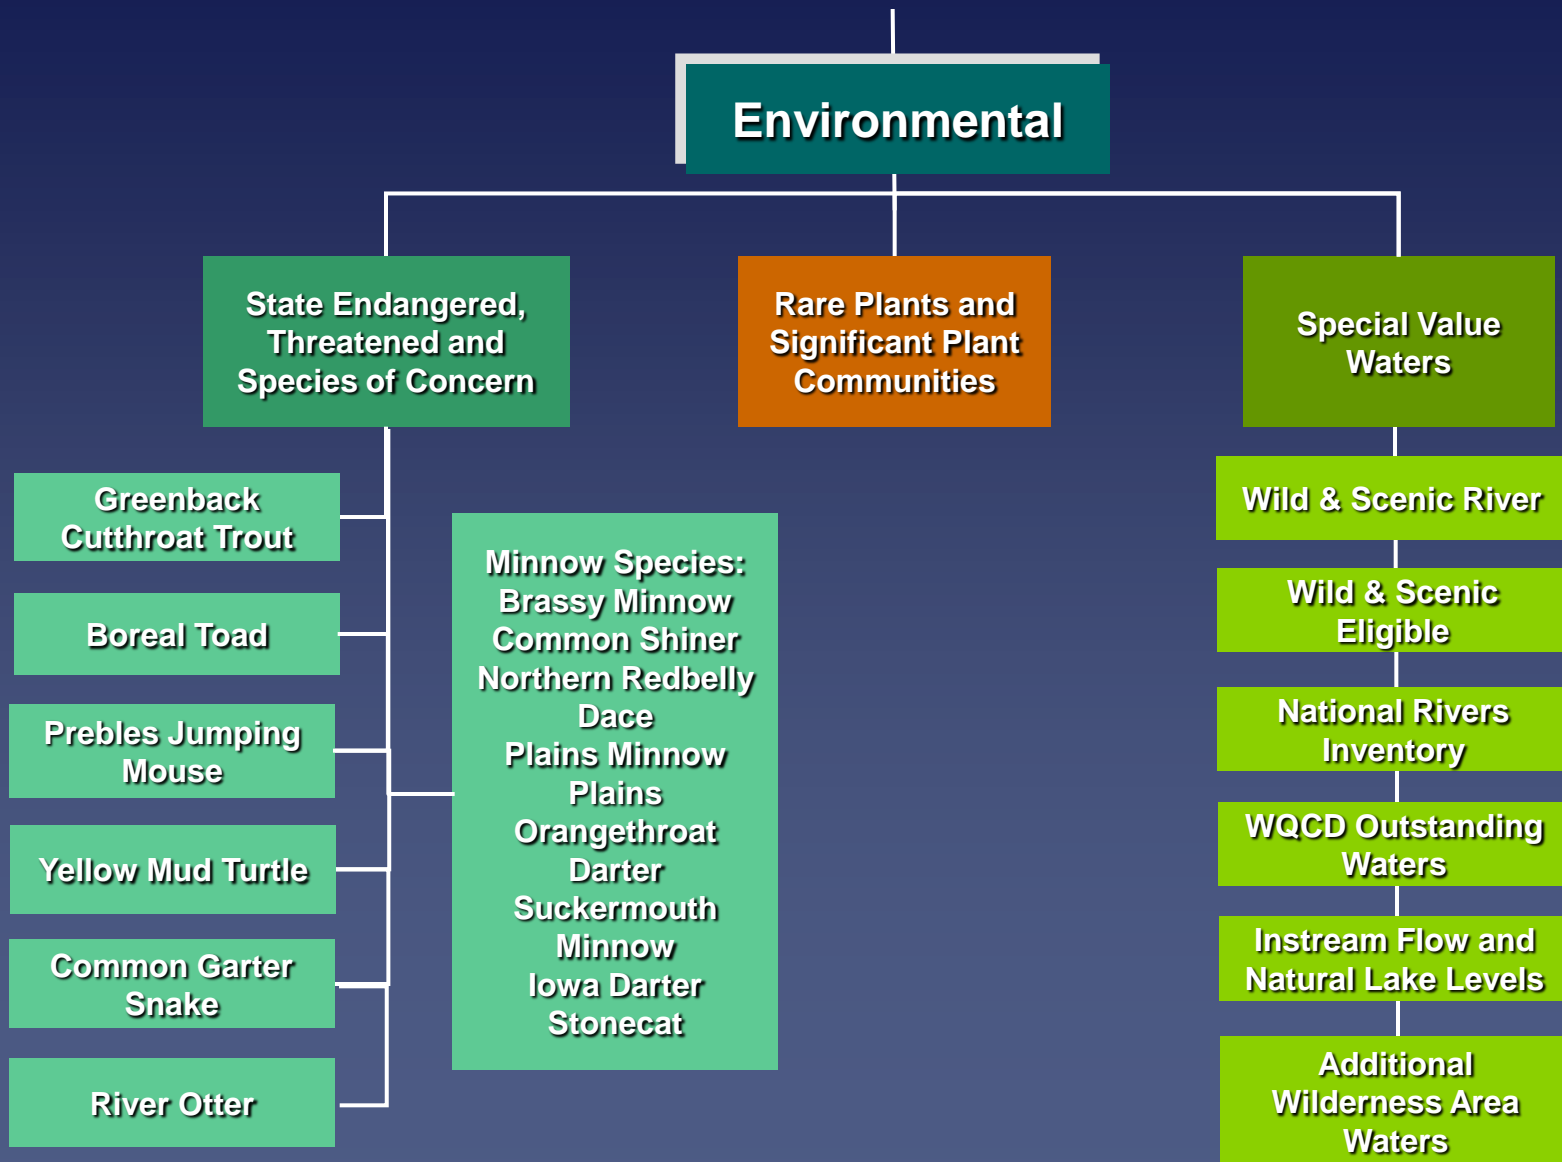 Environmental
State Endangered,
Threatened and
Species of Concern
Rare Plants and
Significant Plant
Communities
Special Value
Waters
Greenback
Cutthroat Trout
Boreal Toad
Prebles Jumping
Mouse
Yellow Mud Turtle
Common Garter
Snake
River Otter
Minnow Species:
Brassy Minnow
Common Shiner
Northern Redbelly
Dace
Plains Minnow
Plains
Orangethroat
Darter
Suckermouth
Minnow
Iowa Darter
Stonecat
Wild & Scenic River
Wild & Scenic
Eligible
National Rivers
Inventory
WQCD Outstanding
Waters
Instream Flow and
Natural Lake Levels
Additional
Wilderness Area
Waters